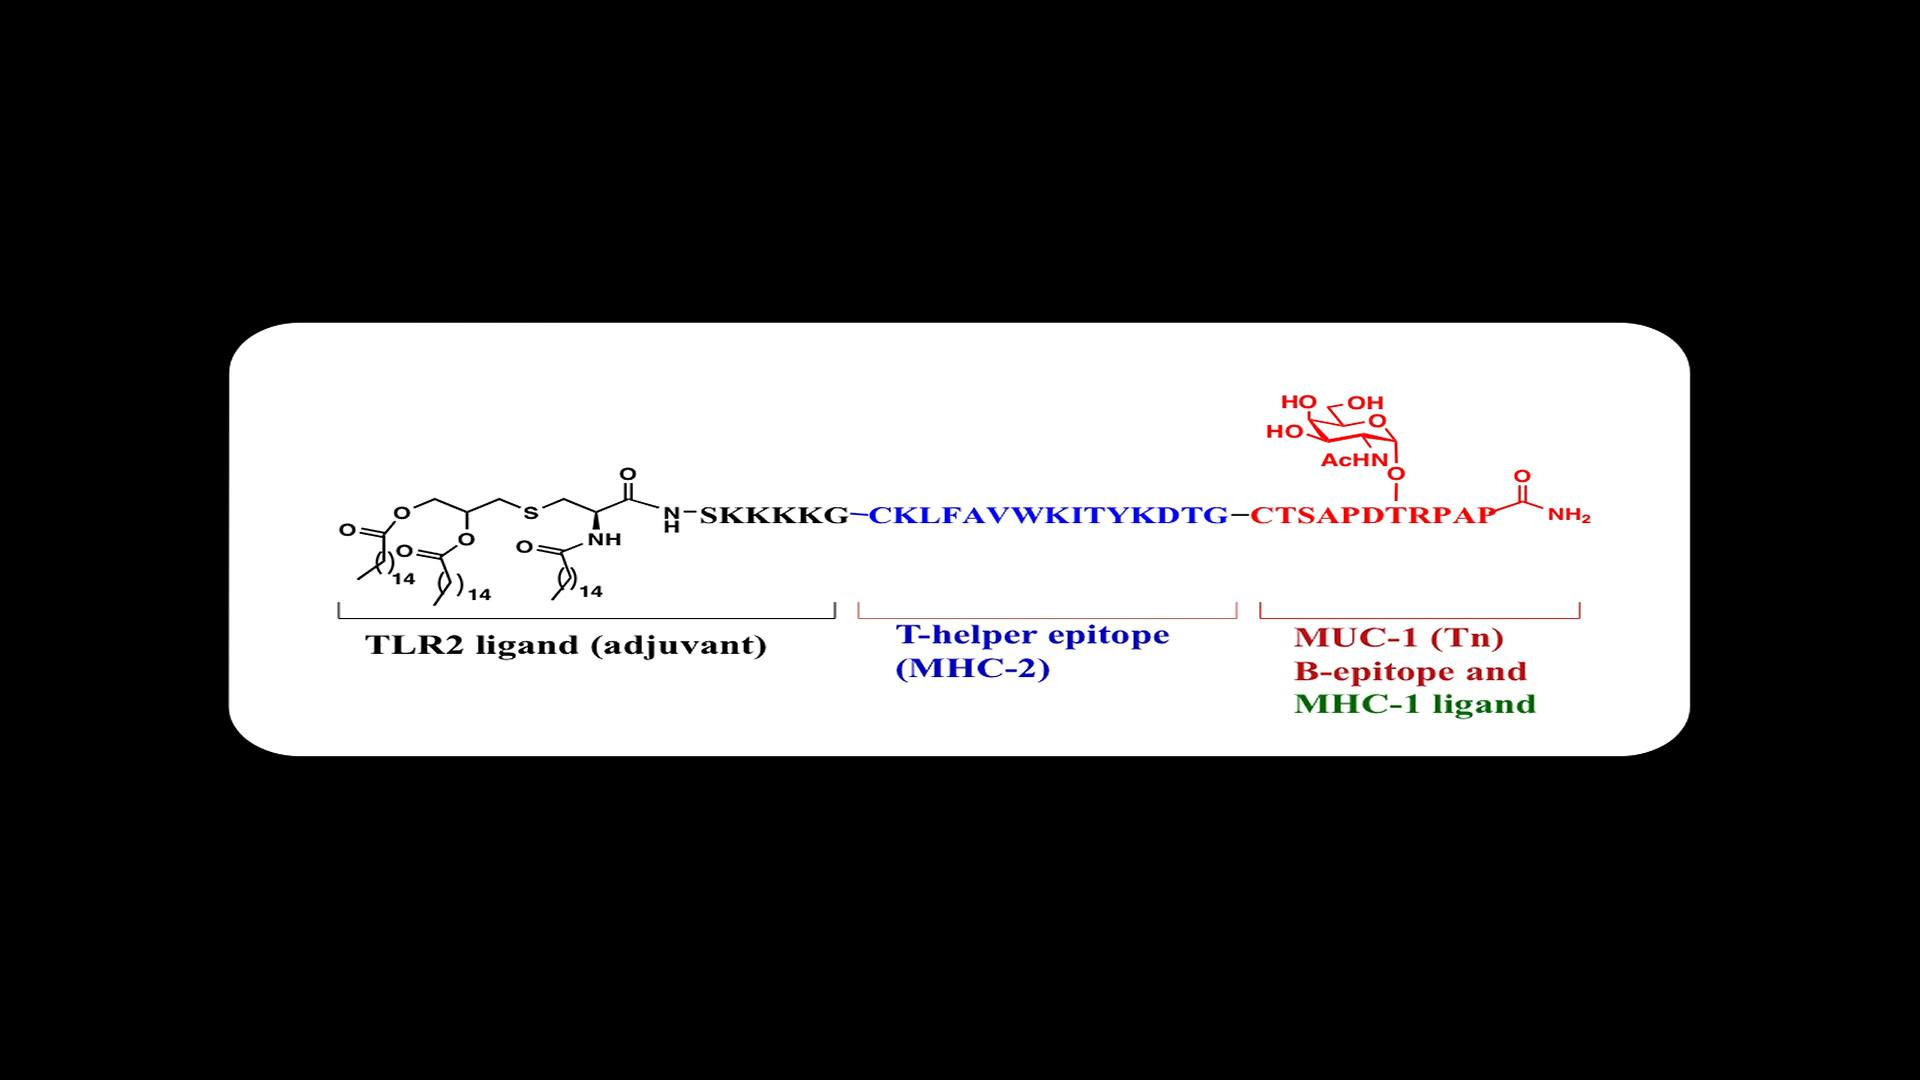 HO OH
O
HO
AcHN
O
O
O
O
S
N
H
SKKKKG–CKLFAVWKITYKDTG–CTSAPDTRPAP
NH₂
O
O
O
O
O
NH
14
14
14
TLR2 ligand (adjuvant)
T-helper epitope
(MHC-2)
MUC-1 (Tn)
B-epitope and
MHC-1 ligand